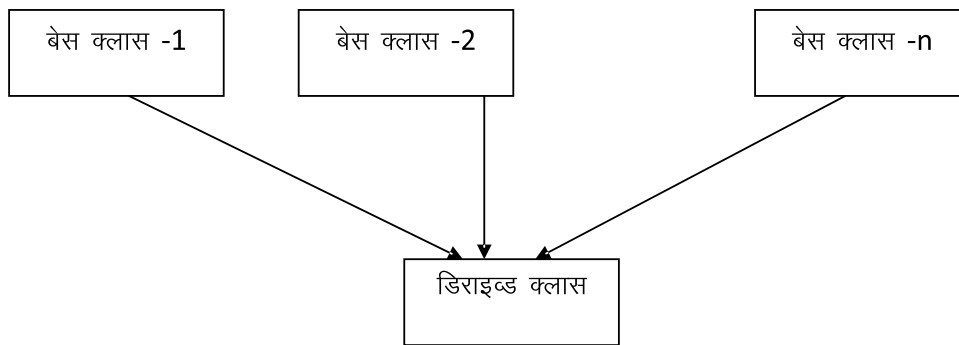 बेस क्लास -1
बेस क्लास -2
बेस क्लास -n
डिराइव्ड क्लास